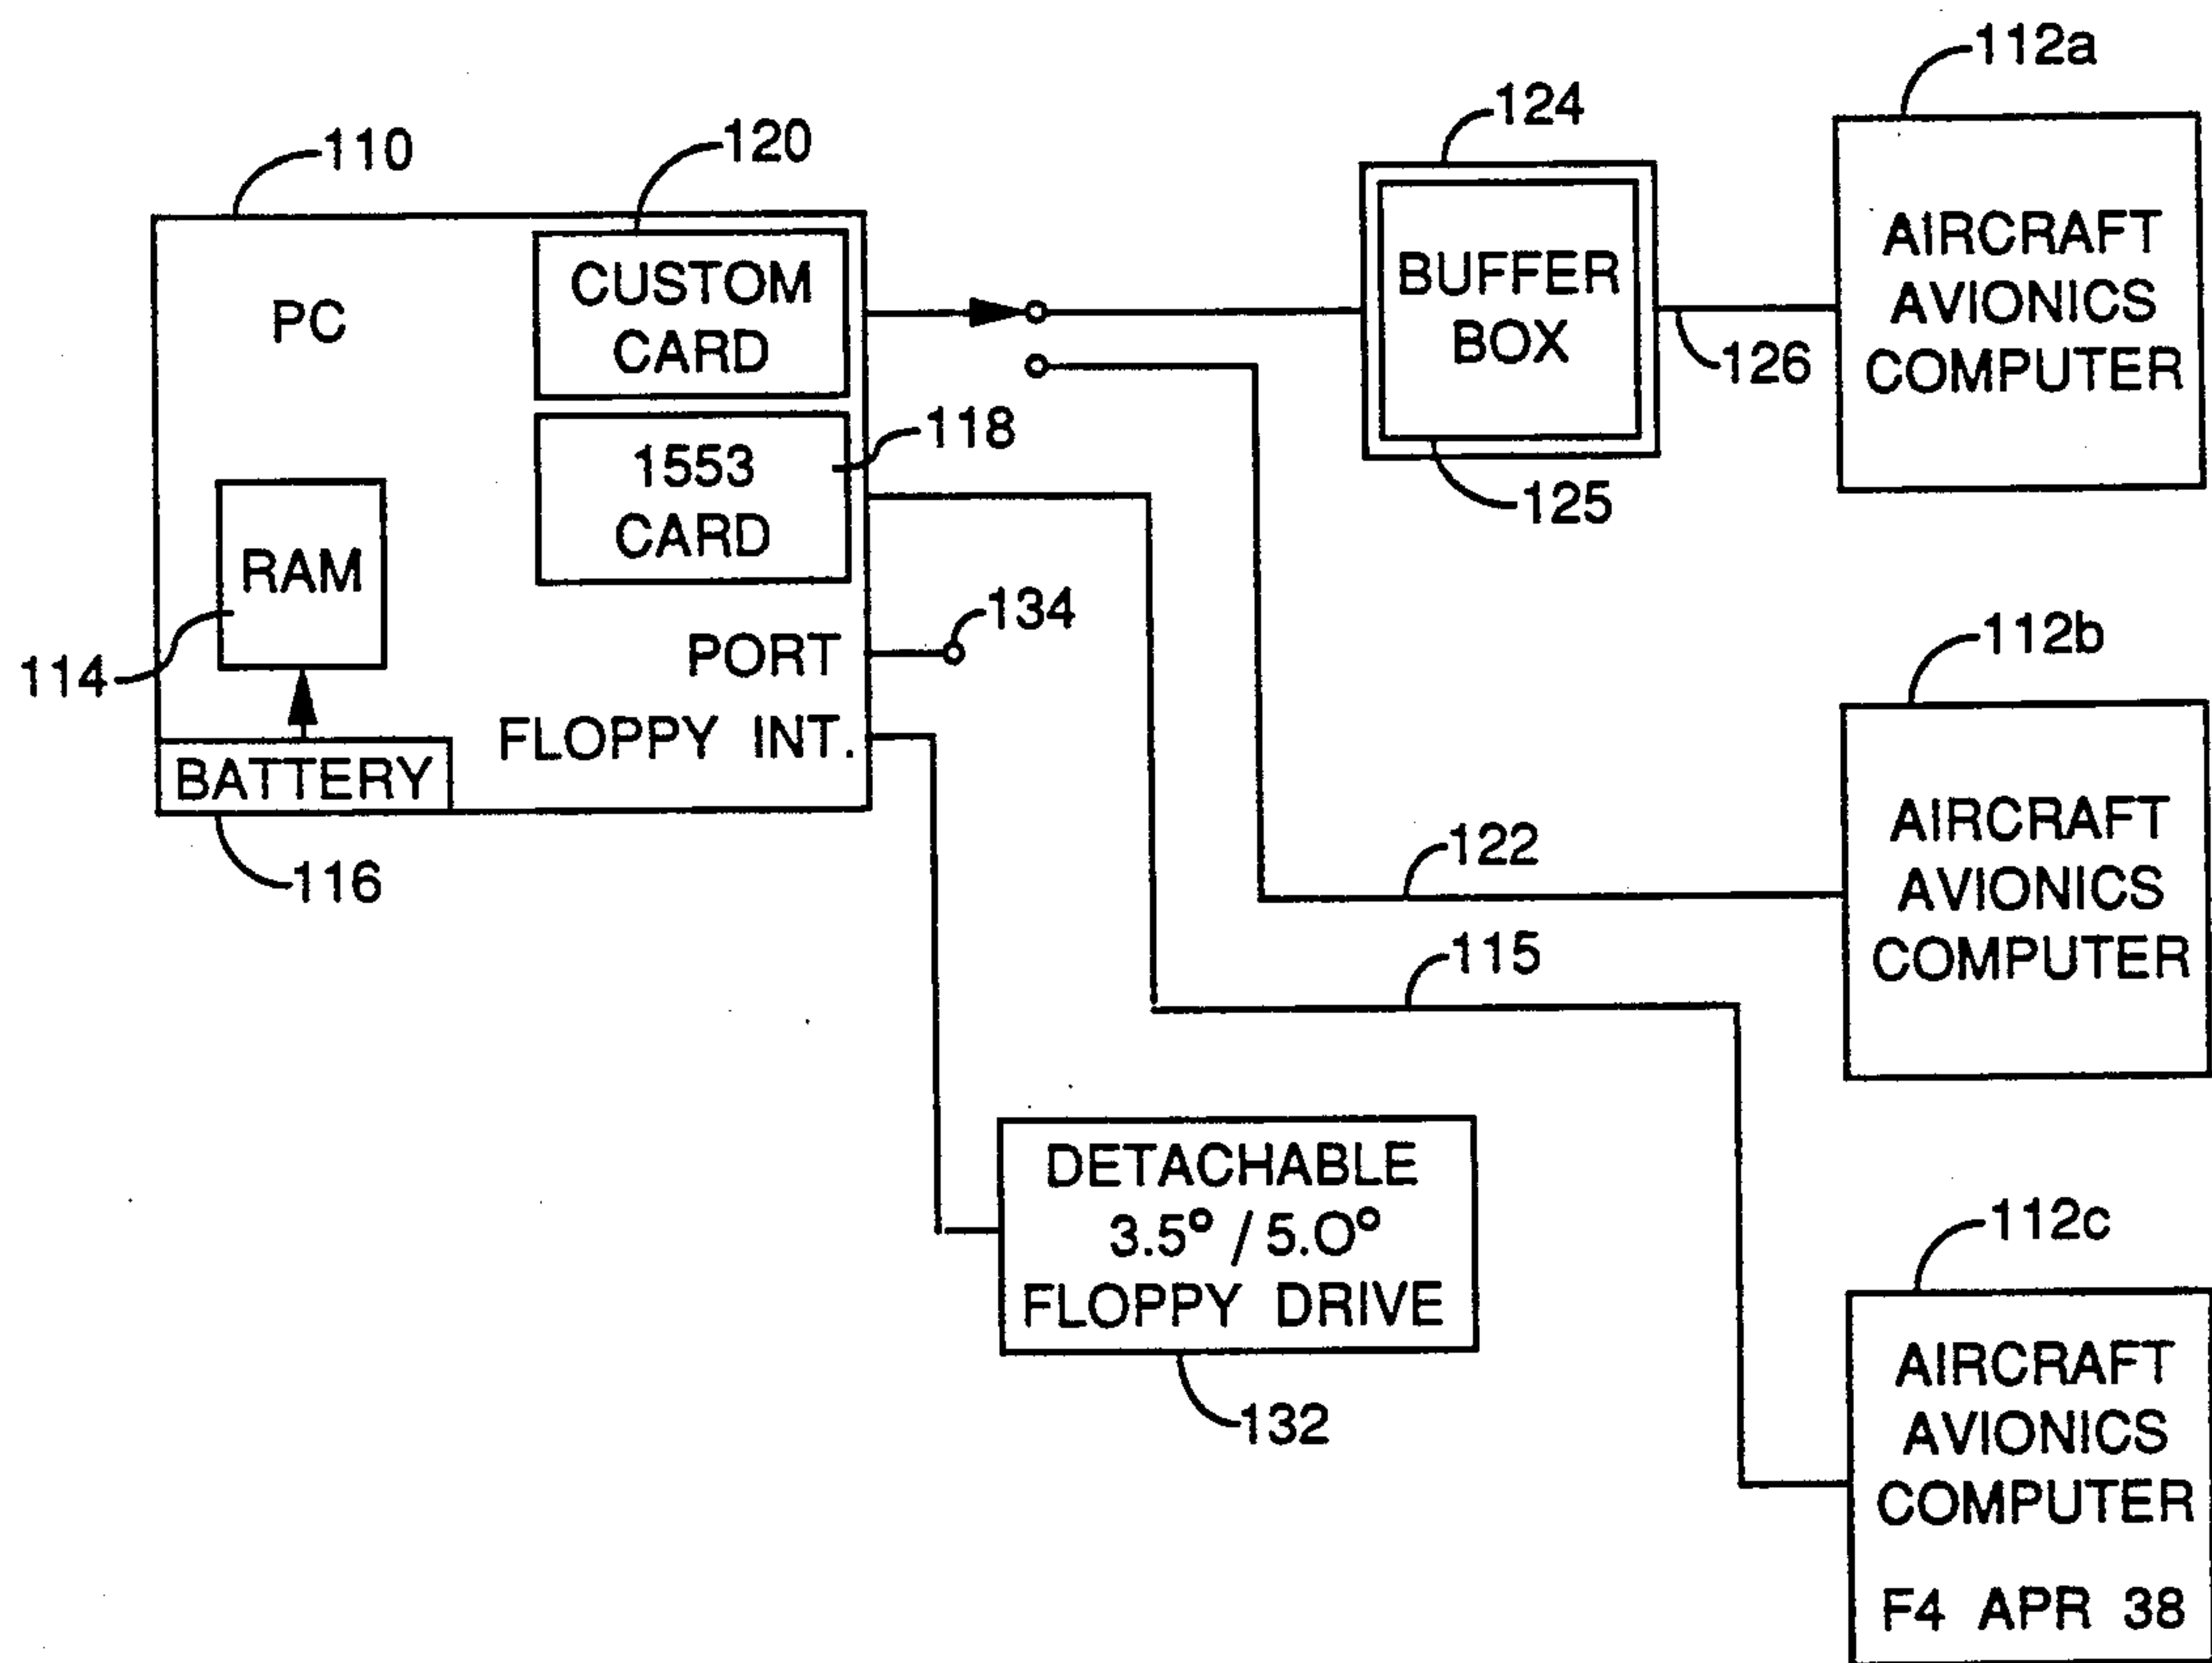 110
120
PC
CUSTOM
CARD
1553
CARD
118
RAM
114
PORT
134
FLOPPY INT.
BATTERY
116
124
BUFFER
BOX
125
126
112a
AIRCRAFT
AVIONICS
COMPUTER
112b
AIRCRAFT
AVIONICS
COMPUTER
122
115
DETACHABLE
3.5° / 5.0°
FLOPPY DRIVE
132
112c
AIRCRAFT
AVIONICS
COMPUTER
F4 APR 38